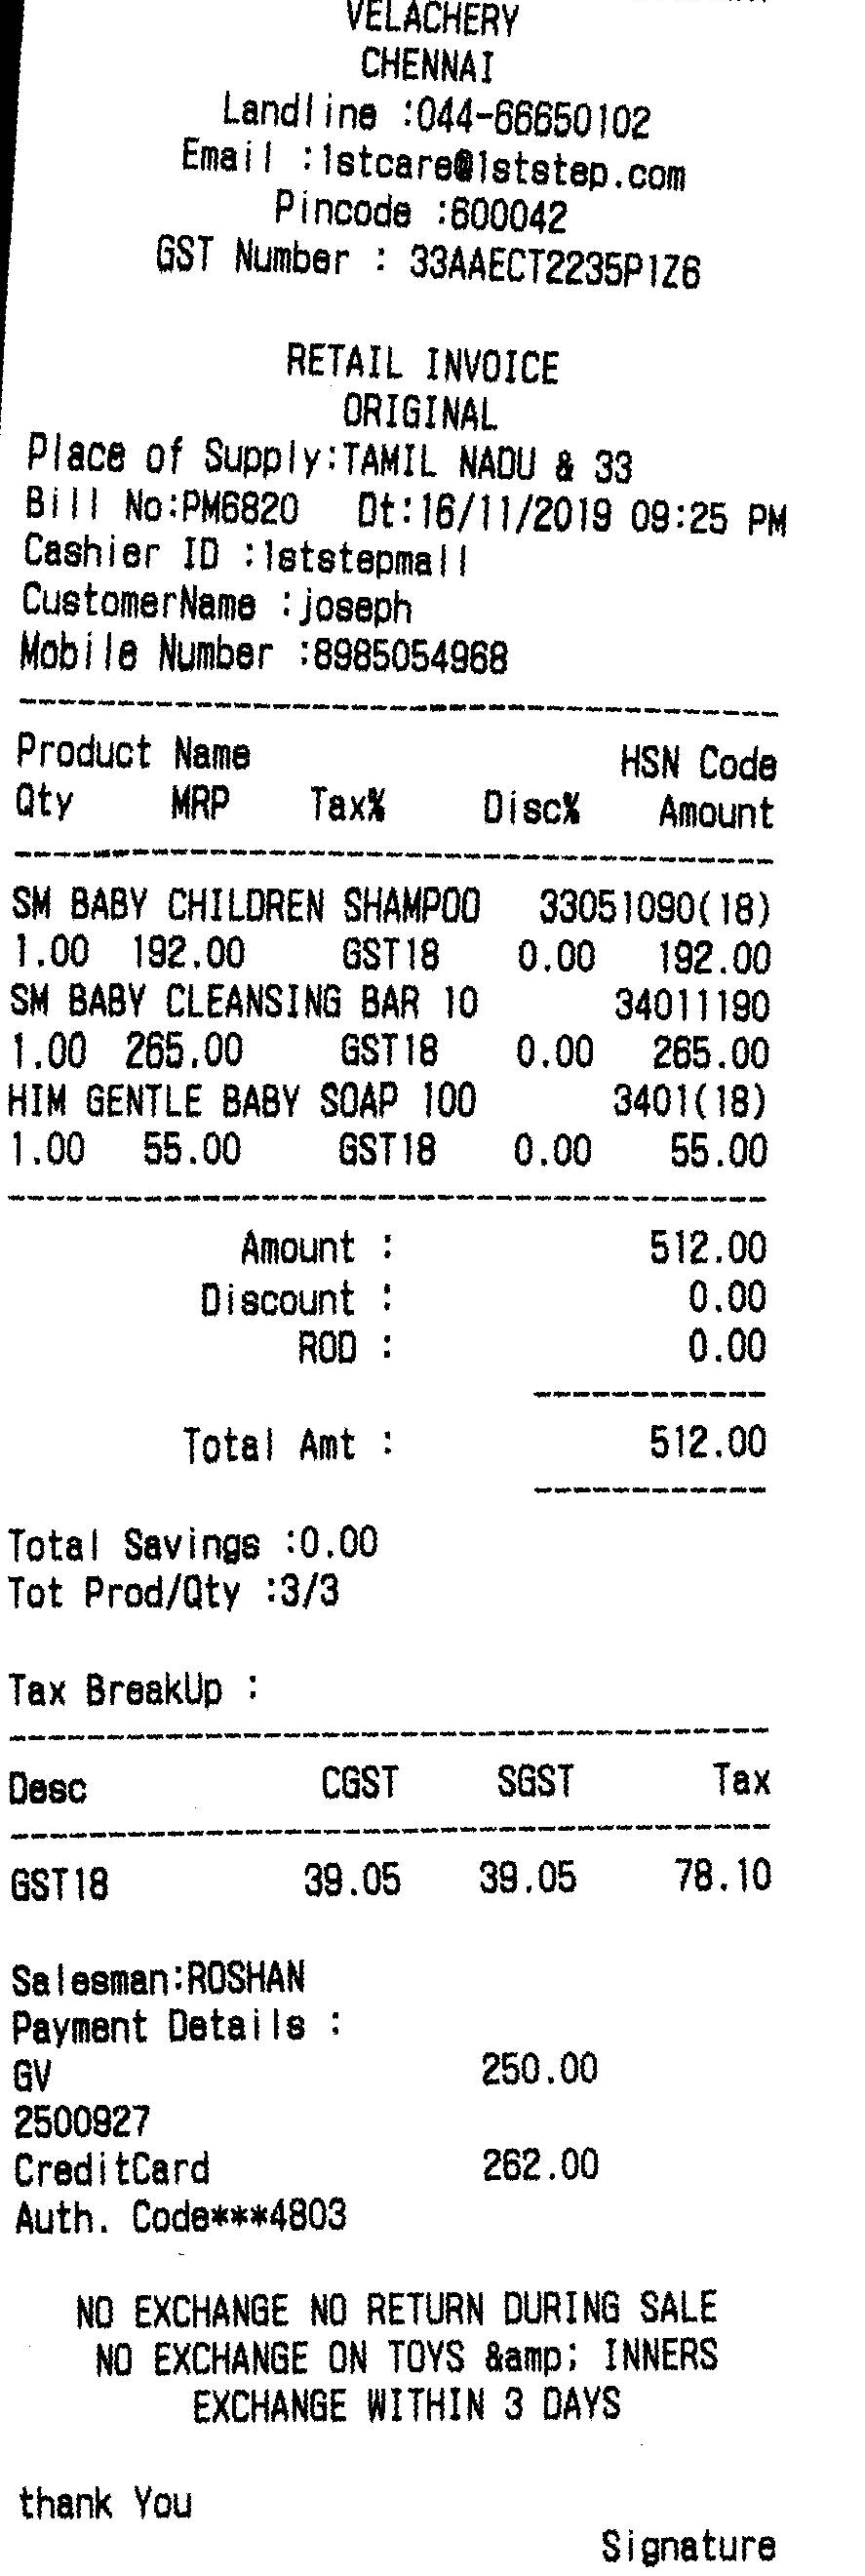 VELACHERY
CHENNAI
Landline :044-66650102
Email :1stcare@1ststep.com
Pincode :600042
GST Number : 33AAECT2235P1Z6
RETAIL INVOICE
ORIGINAL
Place of Supply:TAMIL NADU & 33
Bill No:PM6820 Dt:16/11/2019 09:25 PM
Cashier ID :1ststepmall
CustomerName :joseph
Mobile Number :8985054968
Product Name HSN Code
Qty MRP Tax% Disc% Amount
SM BABY CHILDREN SHAMPOO 33051090(18)
1.00 192.00 GST18 0.00 192.00
SM BABY CLEANSING BAR 10 34011190
1.00 265.00 GST18 0.00 265.00
HIM GENTLE BABY SOAP 100 3401(18)
1.00 55.00 GST18 0.00 55.00
Amount : 512.00
Discount : 0.00
ROD : 0.00
Total Amt : 512.00
Total Savings :0.00
Tot Prod/Qty :3/3
Tax BreakUp :
Desc CGST SGST Tax
GST18 39.05 39.05 78.10
Salesman:ROSHAN
Payment Details :
GV 250.00
2500927
CreditCard 262.00
Auth. Code***4803
NO EXCHANGE NO RETURN DURING SALE
NO EXCHANGE ON TOYS &amp; INNERS
EXCHANGE WITHIN 3 DAYS
thank You
Signature